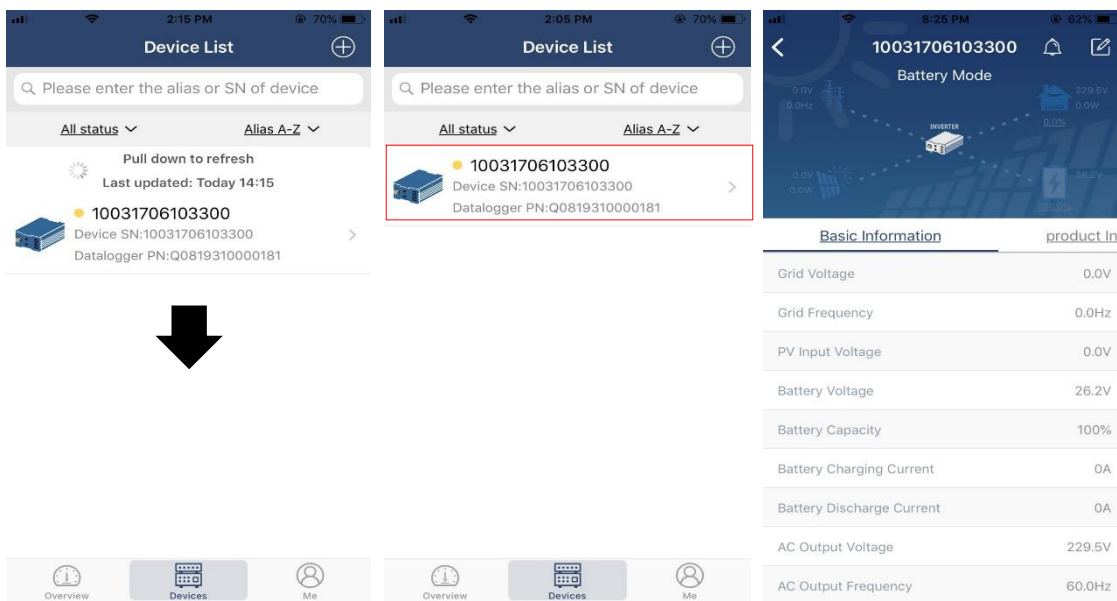 2:15 PM
70%
Device List
Please enter the alias or SN of device
All status
Alias A-Z
Pull down to refresh
Last updated: Today 14:15
10031706103300
Device SN:10031706103300
Datalogger PN:Q0819310000181
Overview
Devices
Me
2:05 PM
70%
Device List
Please enter the alias or SN of device
All status
Alias A-Z
10031706103300
Device SN:10031706103300
Datalogger PN:Q0819310000181
Overview
Devices
Me
8:25 PM
62%
10031706103300
Battery Mode
0.0V
0.0Hz
229.5V
0.0W
0.0%
INVERTER
0.0V
0.0W
26.2V
100.0%
Basic Information
product In
Grid Voltage 0.0V
Grid Frequency 0.0Hz
PV Input Voltage 0.0V
Battery Voltage 26.2V
Battery Capacity 100%
Battery Charging Current 0A
Battery Discharge Current 0A
AC Output Voltage 229.5V
AC Output Frequency 60.0Hz